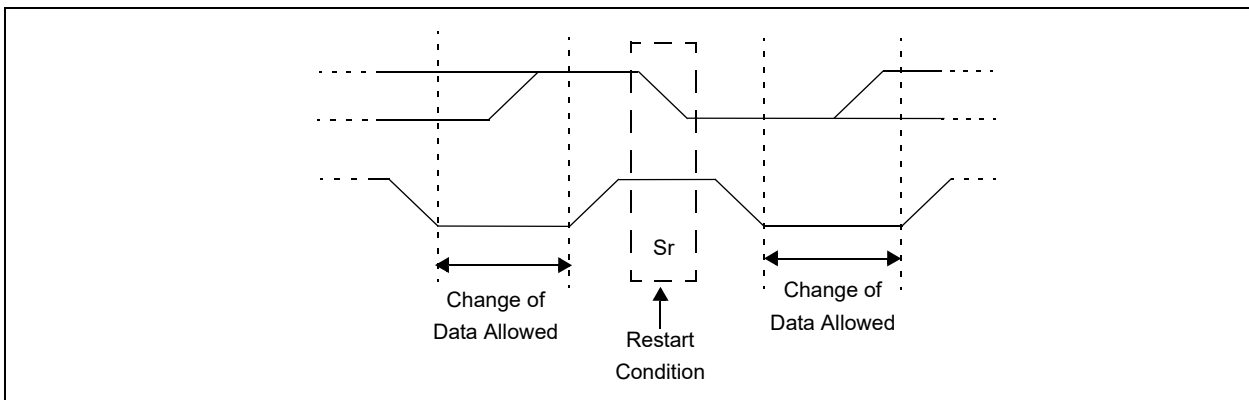 Sr
Change of
Data Allowed
Restart
Condition
Change of
Data Allowed